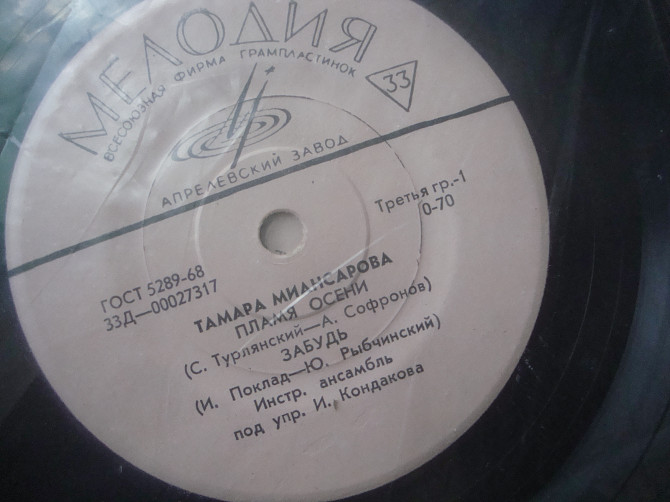 МЕЛОДИЯ
ВСЕСОЮЗНАЯ ФИРМА ГРАМПЛАСТИНОК
33
АПРЕЛЕВСКИЙ ЗАВОД
ГОСТ 5289-68
33Д—00027317
Третья гр.-1
0-70
ТАМАРА МИАНСАРОВА
ПЛАМЯ ОСЕНИ
(С. Турлянский—А. Софронов)
ЗАБУДЬ
(И. Поклад—Ю. Рыбчинский)
Инстр. ансамбль
под упр. И. Кондакова